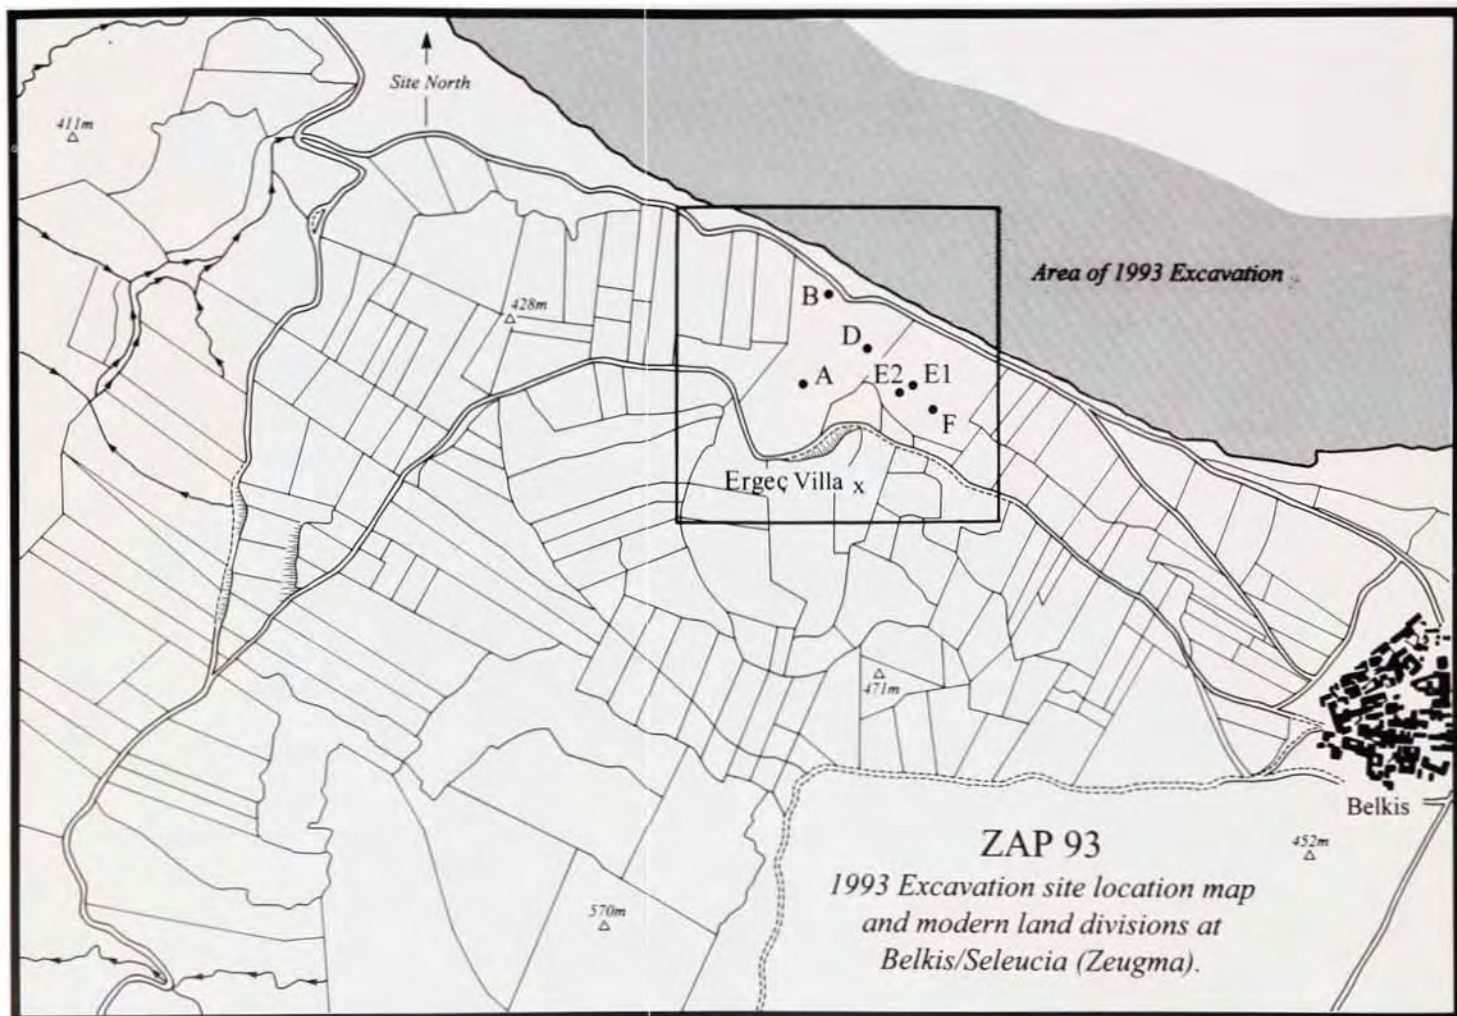 Site North
411m
428m
Area of 1993 Excavation
B
D
A
E2
E1
F
Ergeç Villa x
471m
Belkis
452m
570m
ZAP 93
1993 Excavation site location map
and modern land divisions at
Belkis/Seleucia (Zeugma).